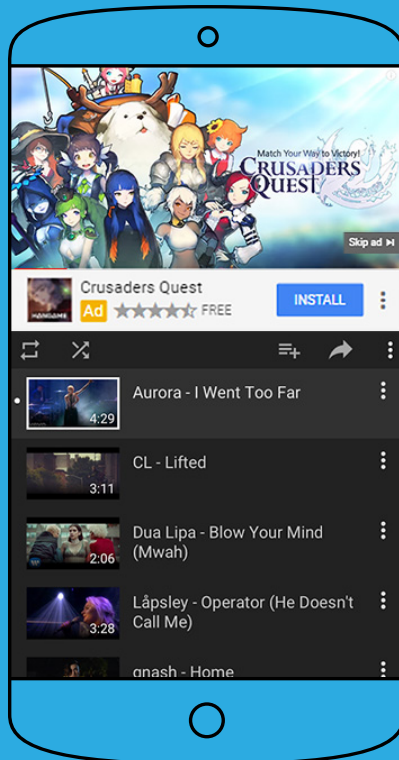 Match Your Way to Victory!
CRUSADERS
QUEST
Skip ad
Crusaders Quest
Ad FREE
INSTALL
HANGAME
Aurora - I Went Too Far
4:29
CL - Lifted
3:11
Dua Lipa - Blow Your Mind
(Mwah)
2:06
Låpsley - Operator (He Doesn't
Call Me)
3:28
gnash - Home